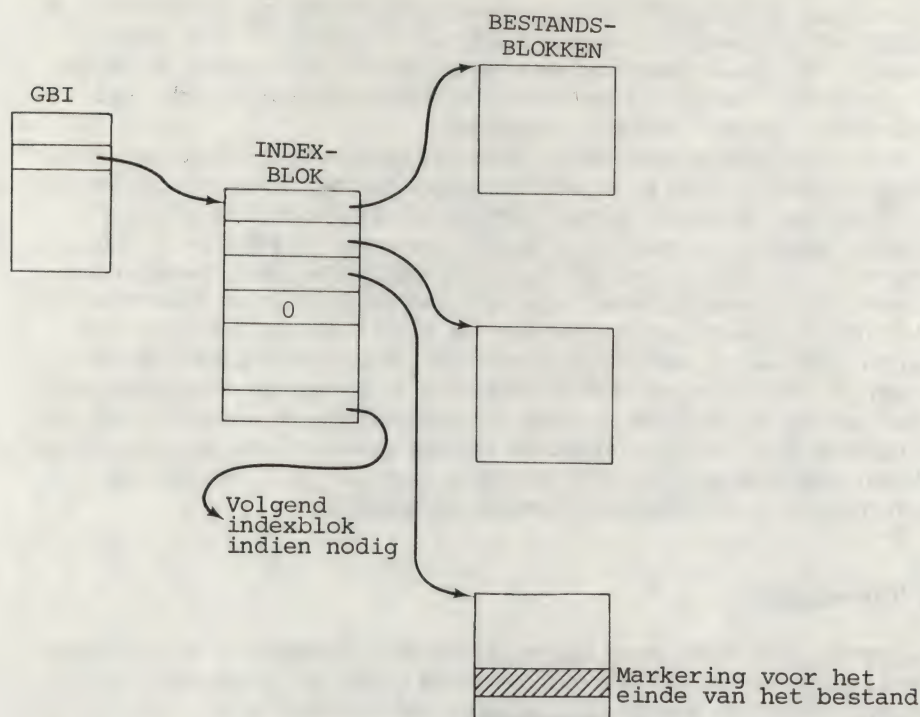 BESTANDS-
BLOKKEN
GBI
INDEX-
BLOK
0
Volgend
indexblok
indien nodig
Markering voor het
einde van het bestand